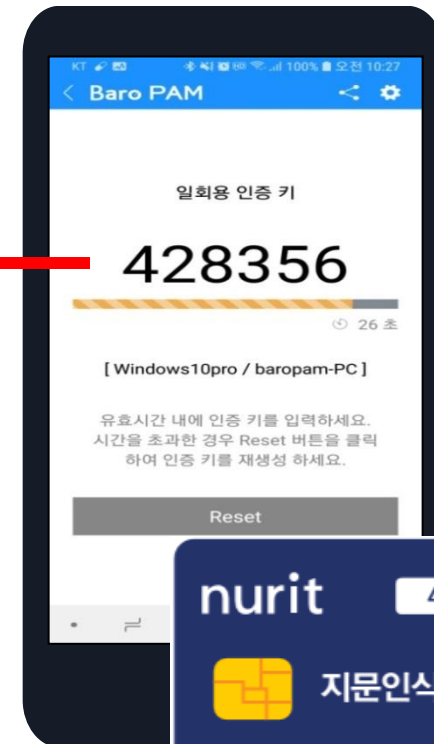 KT 100% 오전 10:27
Baro PAM
일회용 인증 키
428356
26 초
[ Windows10pro / baropam-PC ]
유효시간 내에 인증 키를 입력하세요.
시간을 초과한 경우 Reset 버튼을 클릭
하여 인증 키를 재생성 하세요.
Reset
nurit
지문인식